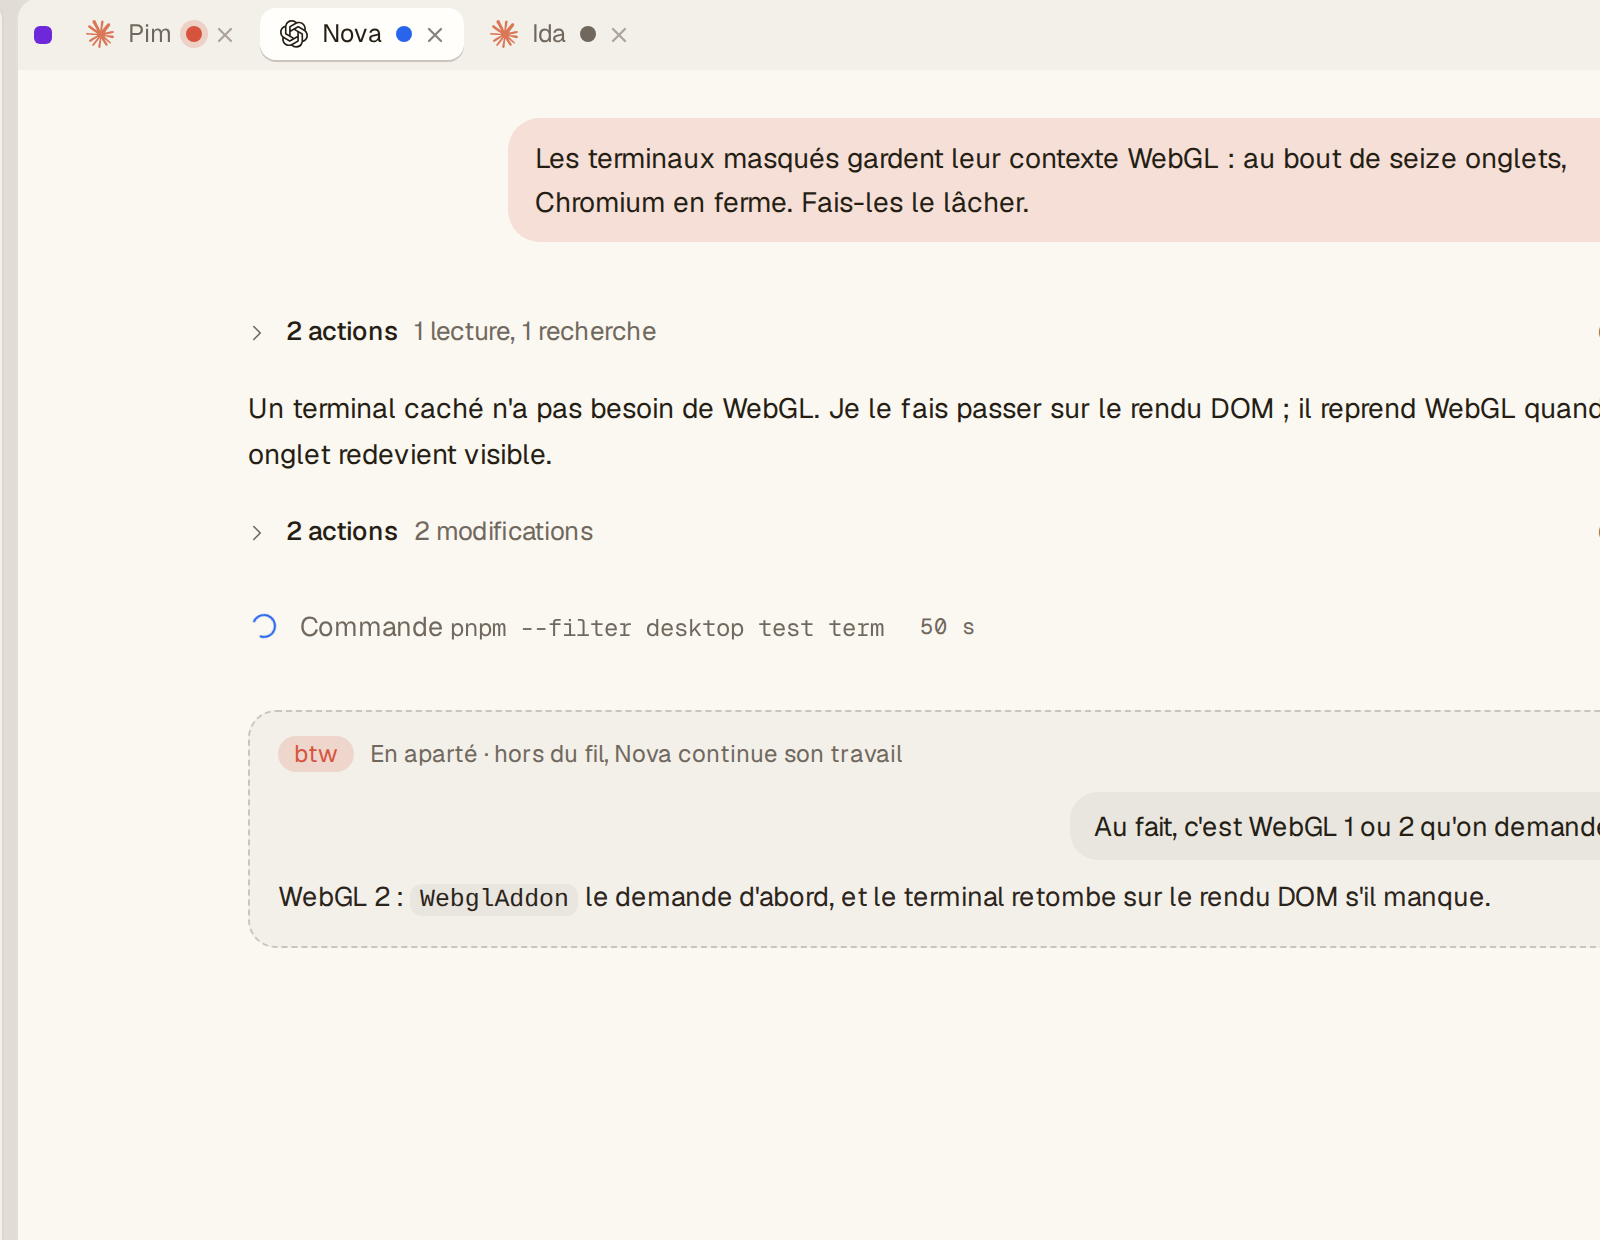 Pim
Nova
Ida
Les terminaux masqués gardent leur contexte WebGL : au bout de seize onglets,
Chromium en ferme. Fais-les le lâcher.
2 actions 1 lecture, 1 recherche
Un terminal caché n'a pas besoin de WebGL. Je le fais passer sur le rendu DOM ; il reprend WebGL quand
onglet redevient visible.
2 actions 2 modifications
Commande pnpm --filter desktop test term 50 s
btw En aparté · hors du fil, Nova continue son travail
Au fait, c'est WebGL 1 ou 2 qu'on demande
WebGL 2 : WebglAddon le demande d'abord, et le terminal retombe sur le rendu DOM s'il manque.